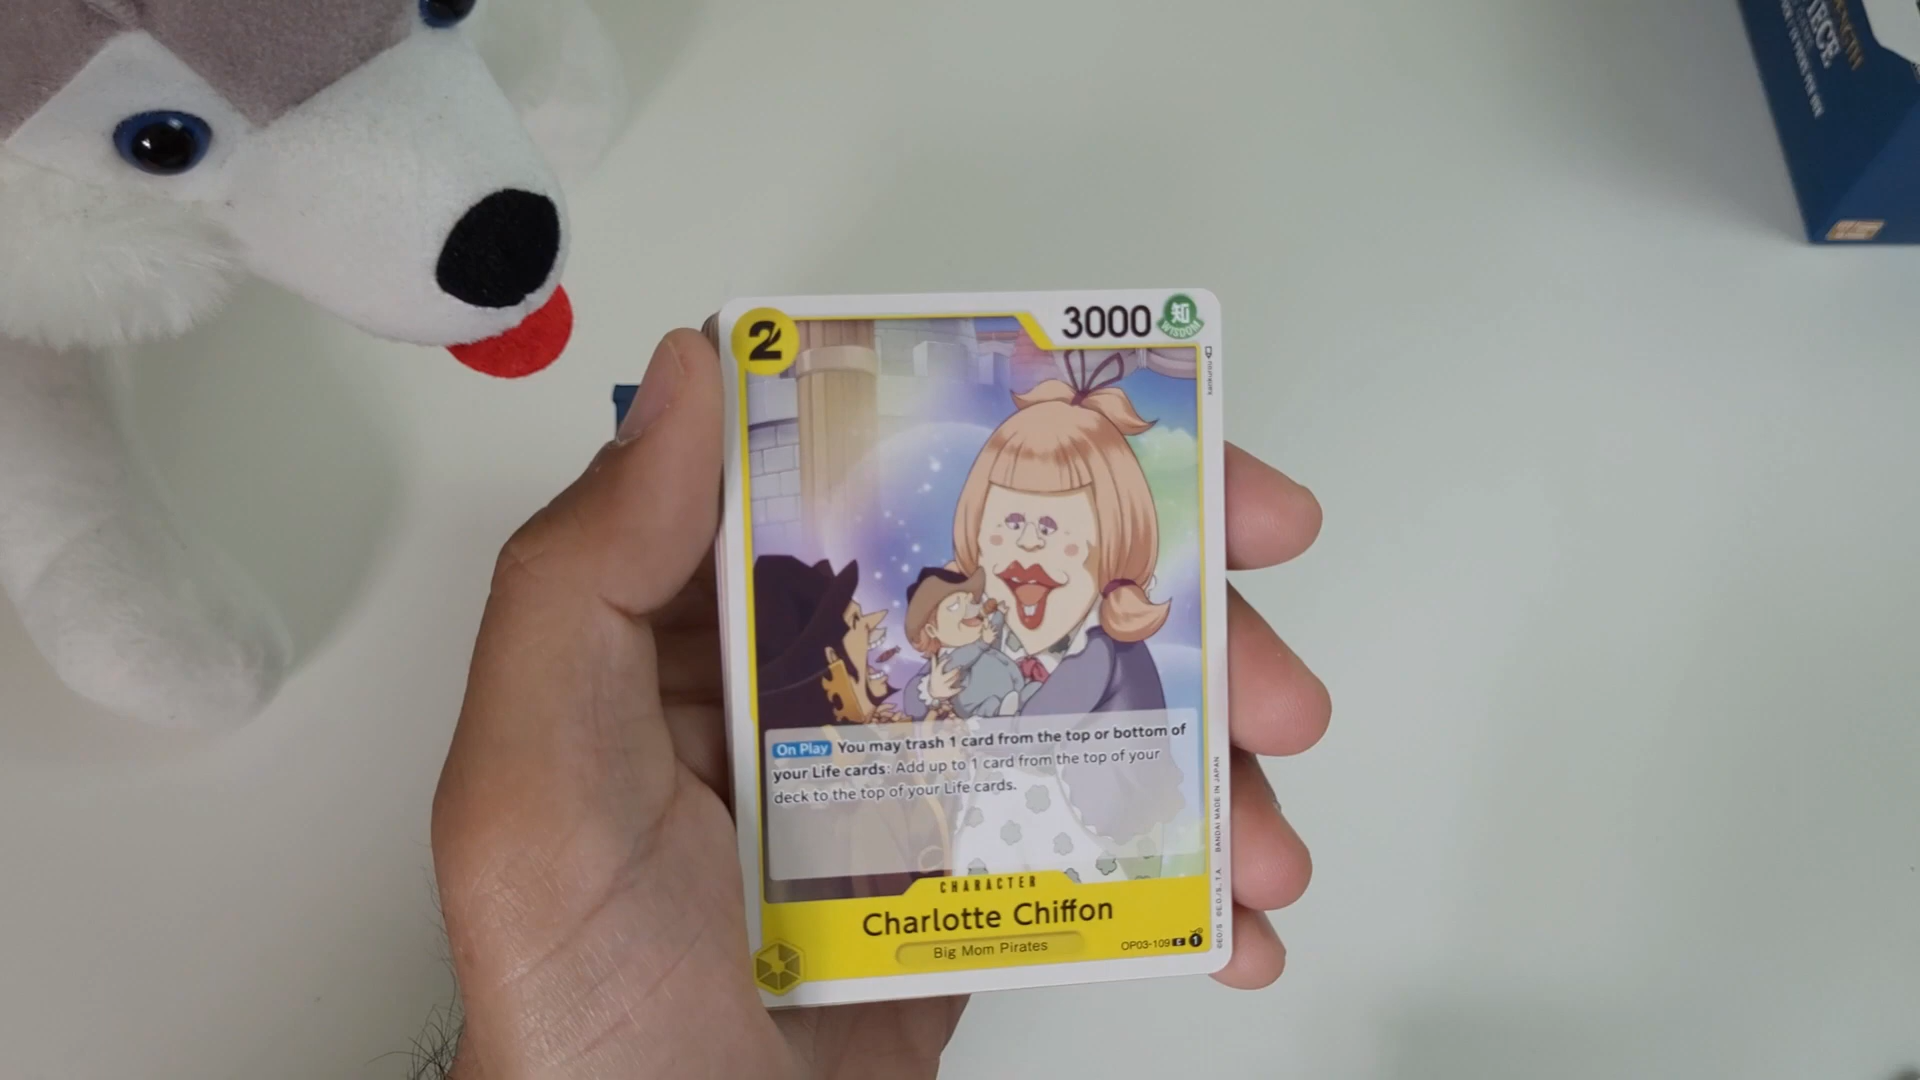 2
3000
知
WISDOM
On Play You may trash 1 card from the top or bottom of
your Life cards: Add up to 1 card from the top of your
deck to the top of your Life cards.
CHARACTER
Charlotte Chiffon
Big Mom Pirates
OP03-109 C 1
BANDAI MADE IN JAPAN